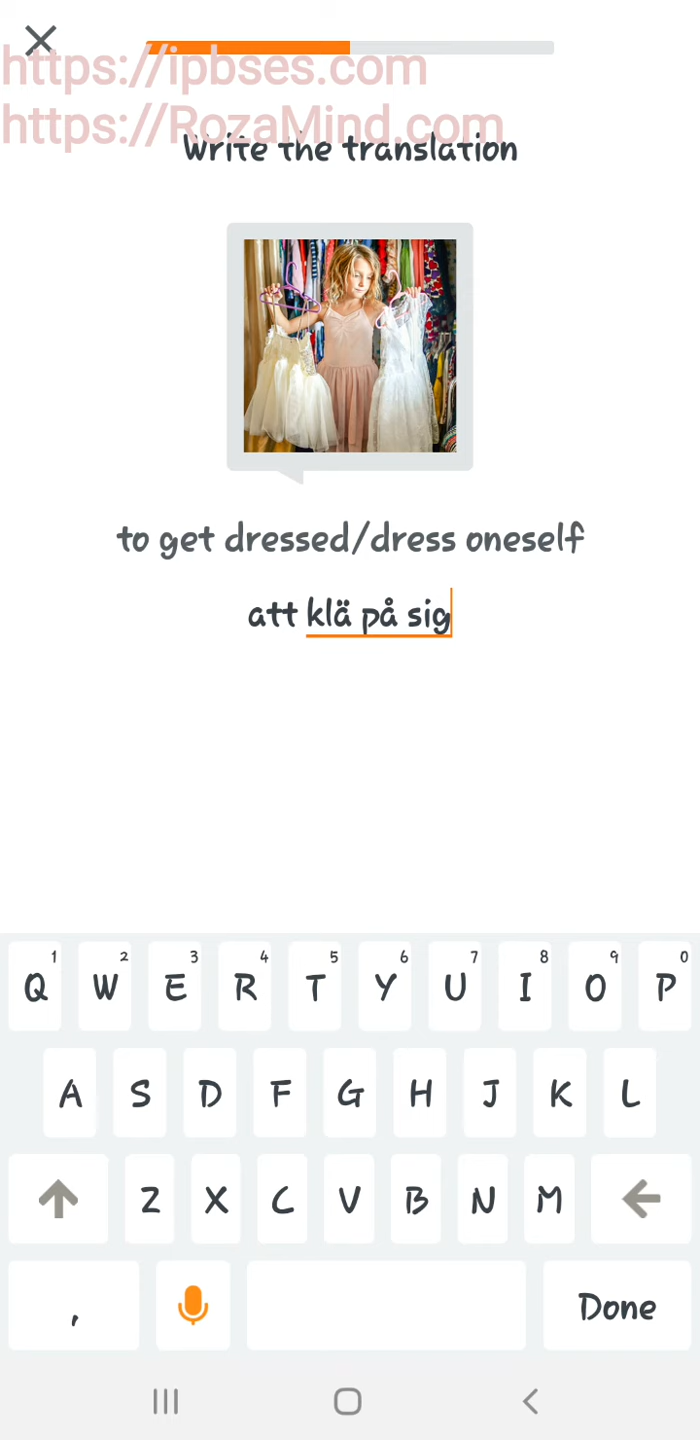 https://ipbses.com
https://RozaMind.com
Write the translation
to get dressed/dress oneself
att klä på sig
1 2 3 4 5 6 7 8 9 0
Q W E R T Y U I O P
A S D F G H J K L
Z X C V B N M
, Done